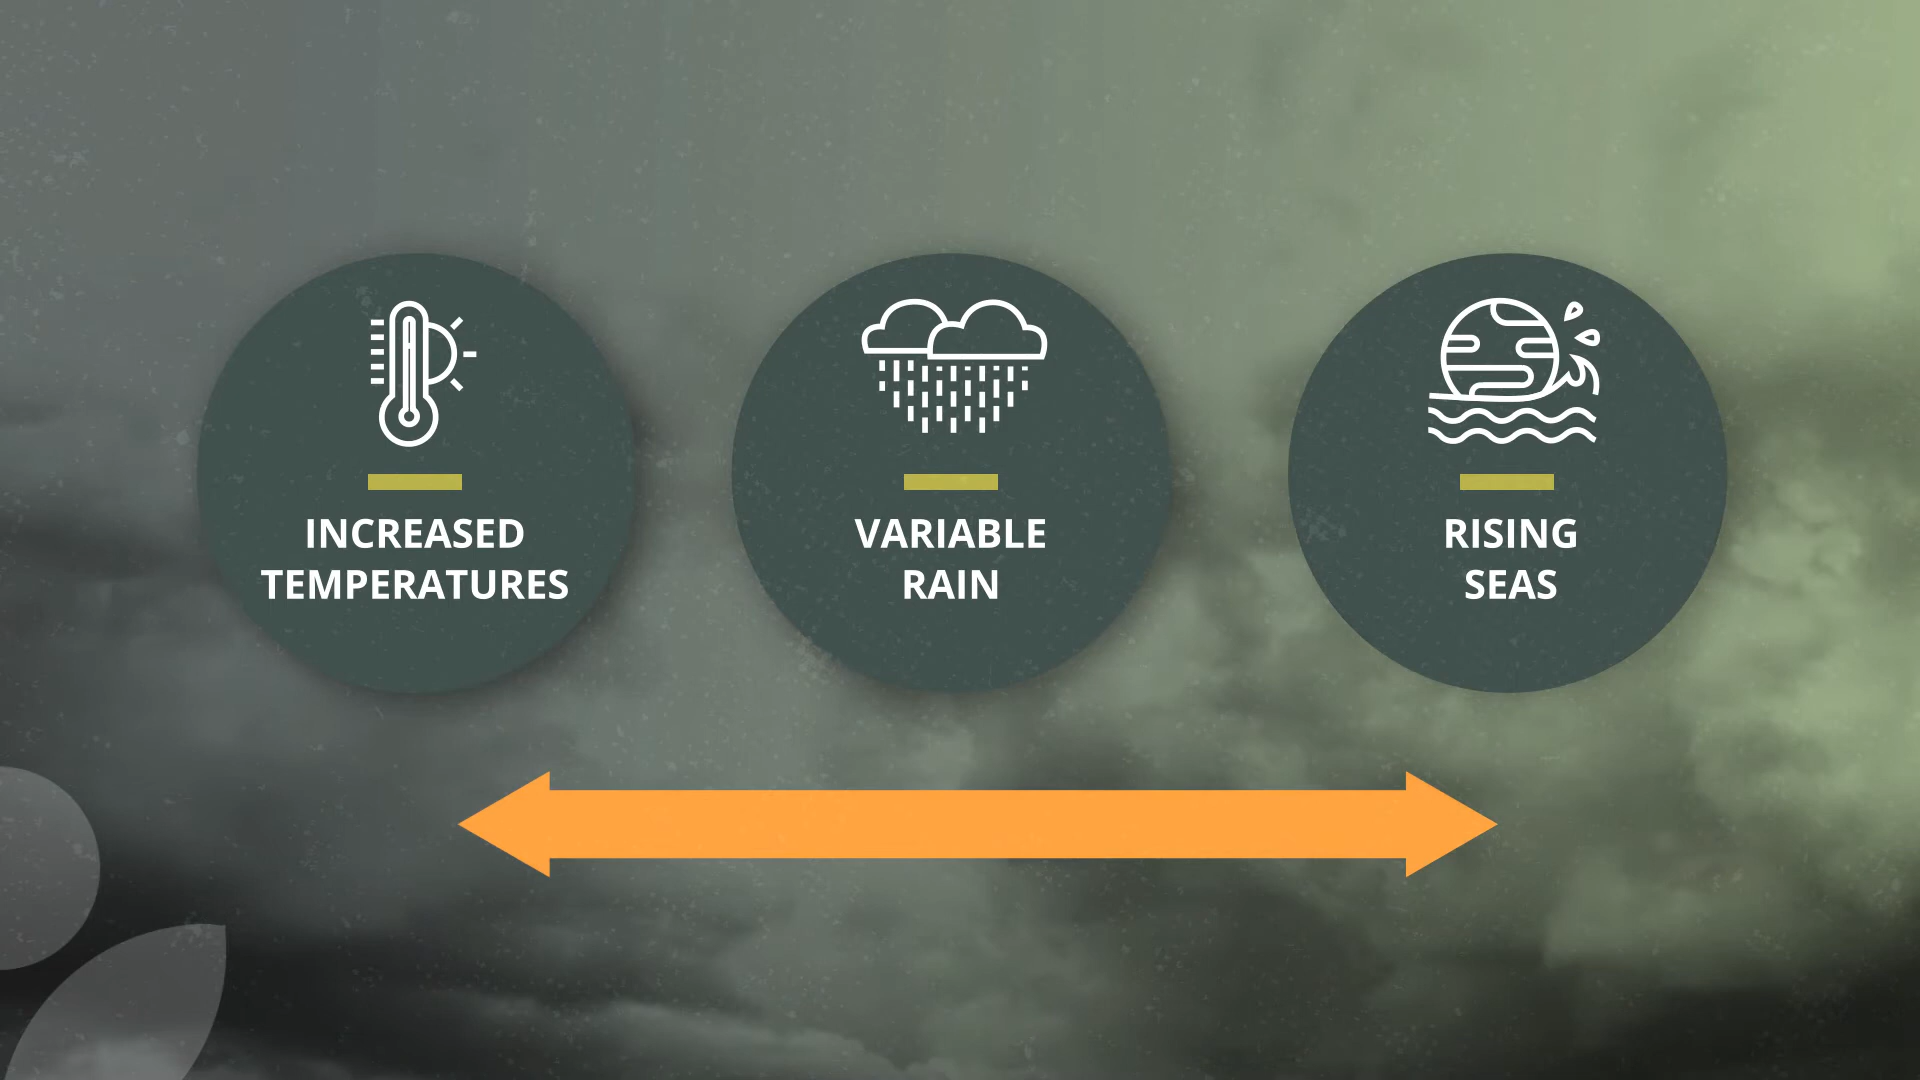 INCREASED
TEMPERATURES
VARIABLE
RAIN
RISING
SEAS